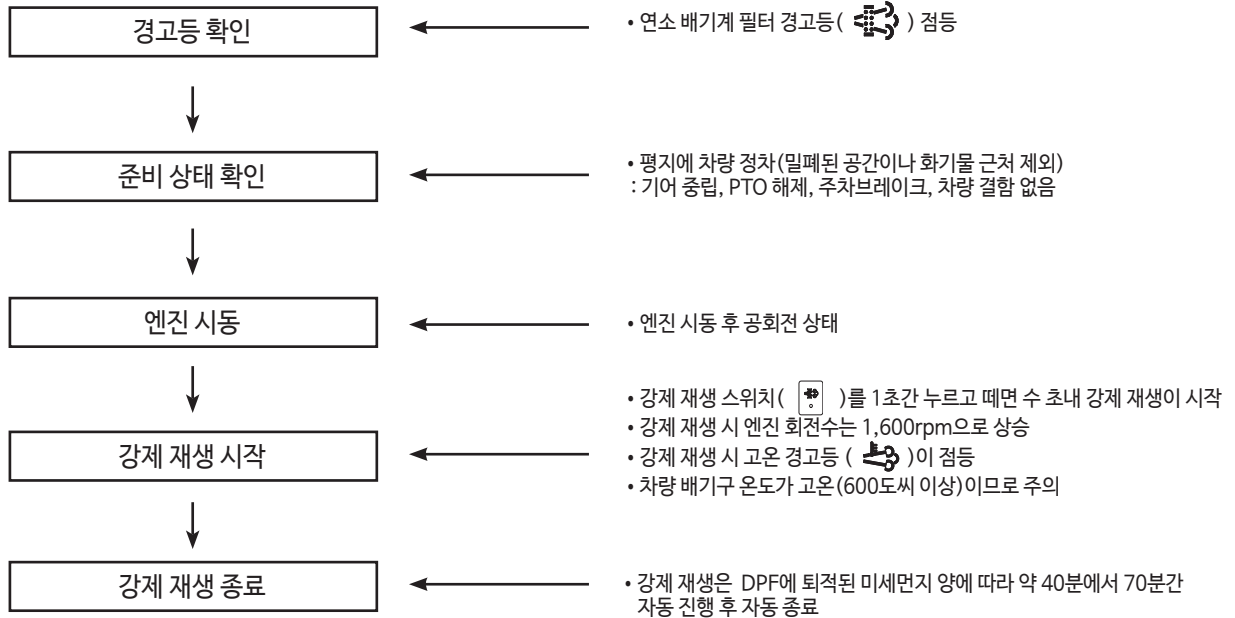 경고등 확인
• 연소 배기계 필터 경고등( ) 점등
준비 상태 확인
• 평지에 차량 정차(밀폐된 공간이나 화기물 근처 제외)
: 기어 중립, PTO 해제, 주차브레이크, 차량 결함 없음
엔진 시동
• 엔진 시동 후 공회전 상태
강제 재생 시작
• 강제 재생 스위치( )를 1초간 누르고 떼면 수 초내 강제 재생이 시작
• 강제 재생 시 엔진 회전수는 1,600rpm으로 상승
• 강제 재생 시 고온 경고등 ( )이 점등
• 차량 배기구 온도가 고온(600도씨 이상)이므로 주의
강제 재생 종료
• 강제 재생은 DPF에 퇴적된 미세먼지 양에 따라 약 40분에서 70분간
자동 진행 후 자동 종료